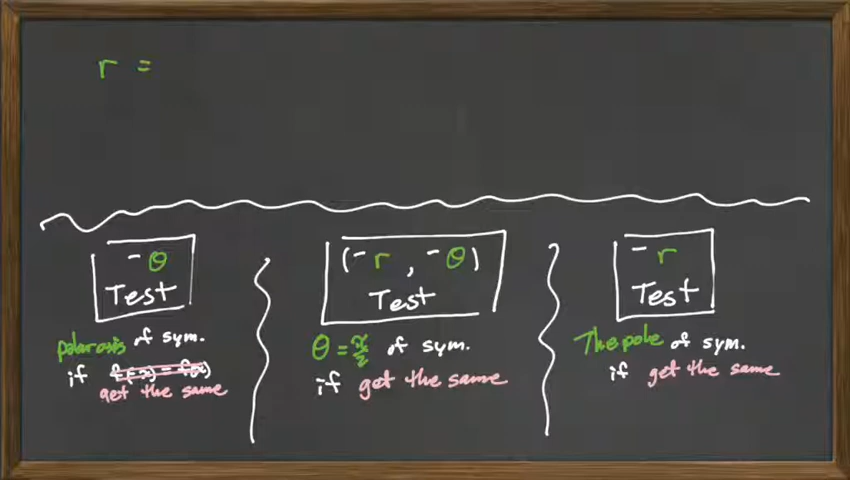 r =
- θ
Test
polar axis of sym.
if f(-x) = f(x)
get the same
(- r , - θ)
Test
θ = π/2 of sym.
if get the same
- r
Test
The pole of sym.
if get the same